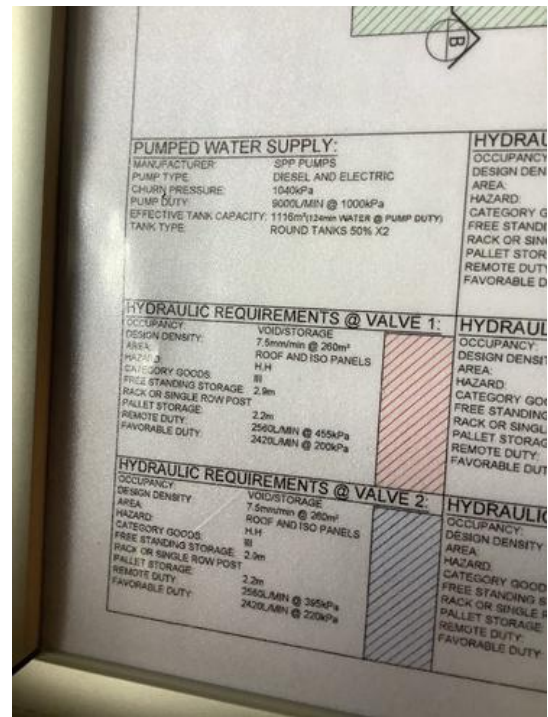 B
PUMPED WATER SUPPLY:
MANUFACTURER: SPP PUMPS
PUMP TYPE DIESEL AND ELECTRIC
CHURN PRESSURE: 1040kPa
PUMP DUTY: 9000L/MIN @ 1000kPa
EFFECTIVE TANK CAPACITY: 1116m³(124min WATER @ PUMP DUTY)
TANK TYPE: ROUND TANKS 50% X2
HYDRAU
OCCUPANCY
DESIGN DEN
AREA:
HAZARD:
CATEGORY G
FREE STANDI
RACK OR SIN
PALLET STOR
REMOTE DUTY
FAVORABLE D
HYDRAULIC REQUIREMENTS @ VALVE 1:
OCCUPANCY: VOID/STORAGE
DESIGN DENSITY: 7.5mm/min @ 260m²
AREA: ROOF AND ISO PANELS
HAZARD: H.H
CATEGORY GOODS: III
FREE STANDING STORAGE: 2.9m
RACK OR SINGLE ROW POST
PALLET STORAGE: 2.2m
REMOTE DUTY: 2560L/MIN @ 455kPa
FAVORABLE DUTY: 2420L/MIN @ 200kPa
HYDRAUL
OCCUPANCY:
DESIGN DENSIT
AREA:
HAZARD:
CATEGORY GOO
FREE STANDING
RACK OR SINGL
PALLET STORAG
REMOTE DUTY:
FAVORABLE DUT
HYDRAULIC REQUIREMENTS @ VALVE 2:
OCCUPANCY: VOID/STORAGE
DESIGN DENSITY 7.5mm/min @ 260m²
AREA: ROOF AND ISO PANELS
HAZARD: H.H
CATEGORY GOODS: III
FREE STANDING STORAGE: 2.9m
RACK OR SINGLE ROW POST
PALLET STORAGE: 2.2m
REMOTE DUTY: 2560L/MIN @ 395kPa
FAVORABLE DUTY: 2420L/MIN @ 220kPa
HYDRAULIC
OCCUPANCY:
DESIGN DENSITY
AREA:
HAZARD:
CATEGORY GOOD
FREE STANDING S
RACK OR SINGLE R
PALLET STORAGE:
REMOTE DUTY:
FAVORABLE DUTY: